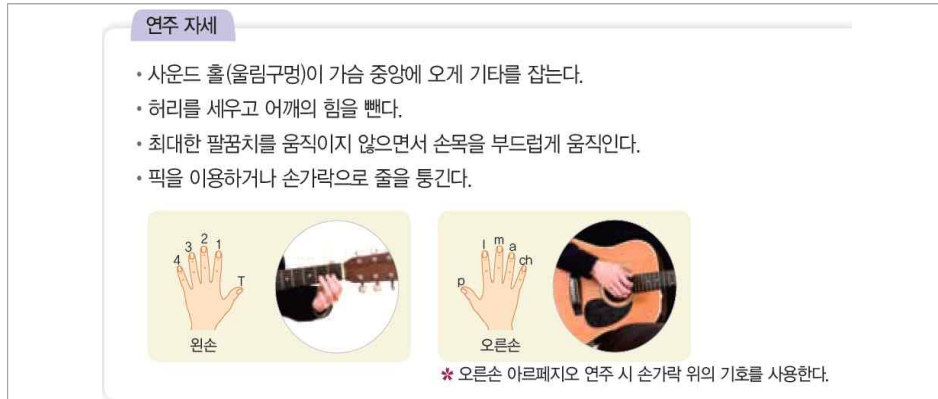 연주 자세
• 사운드 홀(울림구멍)이 가슴 중앙에 오게 기타를 잡는다.
• 허리를 세우고 어깨의 힘을 뺀다.
• 최대한 팔꿈치를 움직이지 않으면서 손목을 부드럽게 움직인다.
• 픽을 이용하거나 손가락으로 줄을 퉁긴다.
4 3 2 1 T
왼손
p I m a ch
오른손
* 오른손 아르페지오 연주 시 손가락 위의 기호를 사용한다.